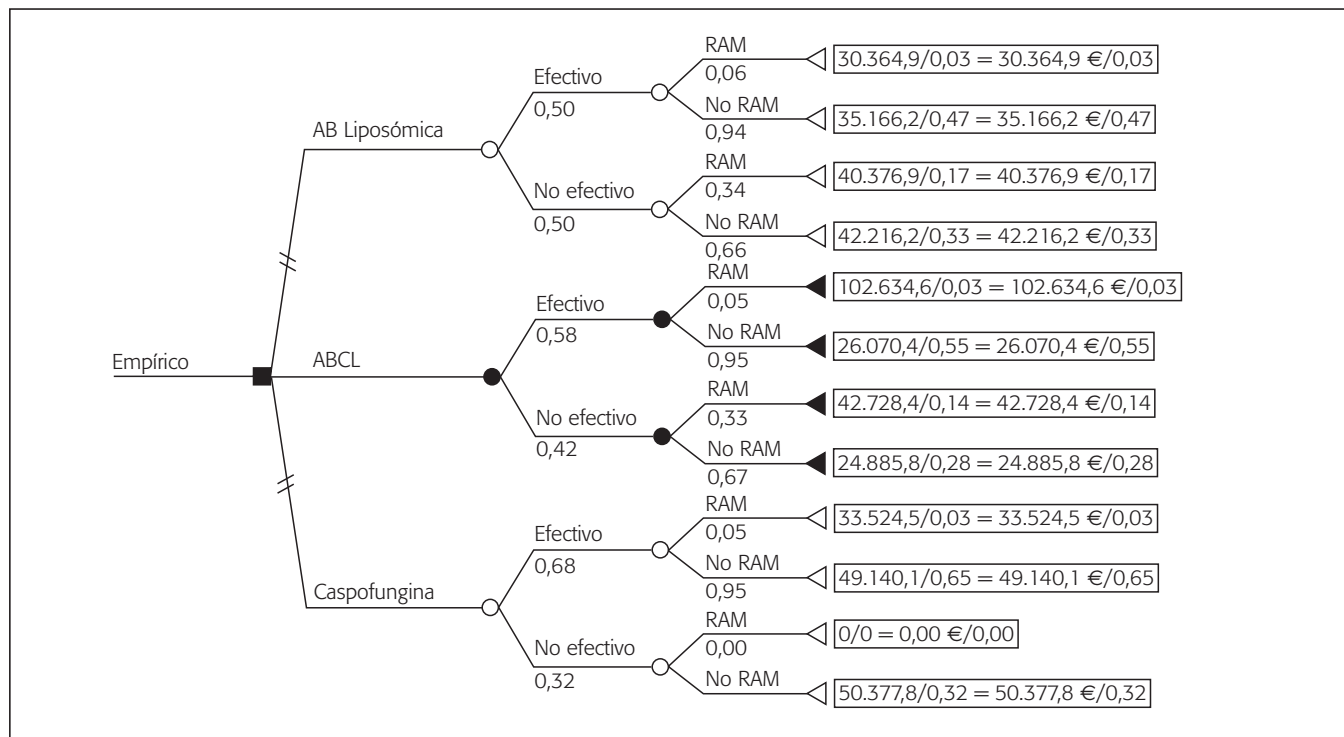 RAM
30.364,9/0,03 = 30.364,9 €/0,03
0,06
Efectivo
0,50
No RAM
35.166,2/0,47 = 35.166,2 €/0,47
0,94
AB Liposómica
RAM
40.376,9/0,17 = 40.376,9 €/0,17
0,34
No efectivo
0,50
No RAM
42.216,2/0,33 = 42.216,2 €/0,33
0,66
RAM
102.634,6/0,03 = 102.634,6 €/0,03
0,05
Efectivo
0,58
No RAM
26.070,4/0,55 = 26.070,4 €/0,55
0,95
Empírico
ABCL
RAM
42.728,4/0,14 = 42.728,4 €/0,14
0,33
No efectivo
0,42
No RAM
24.885,8/0,28 = 24.885,8 €/0,28
0,67
RAM
33.524,5/0,03 = 33.524,5 €/0,03
0,05
Efectivo
0,68
No RAM
49.140,1/0,65 = 49.140,1 €/0,65
0,95
Caspofungina
RAM
0/0 = 0,00 €/0,00
0,00
No efectivo
0,32
No RAM
50.377,8/0,32 = 50.377,8 €/0,32